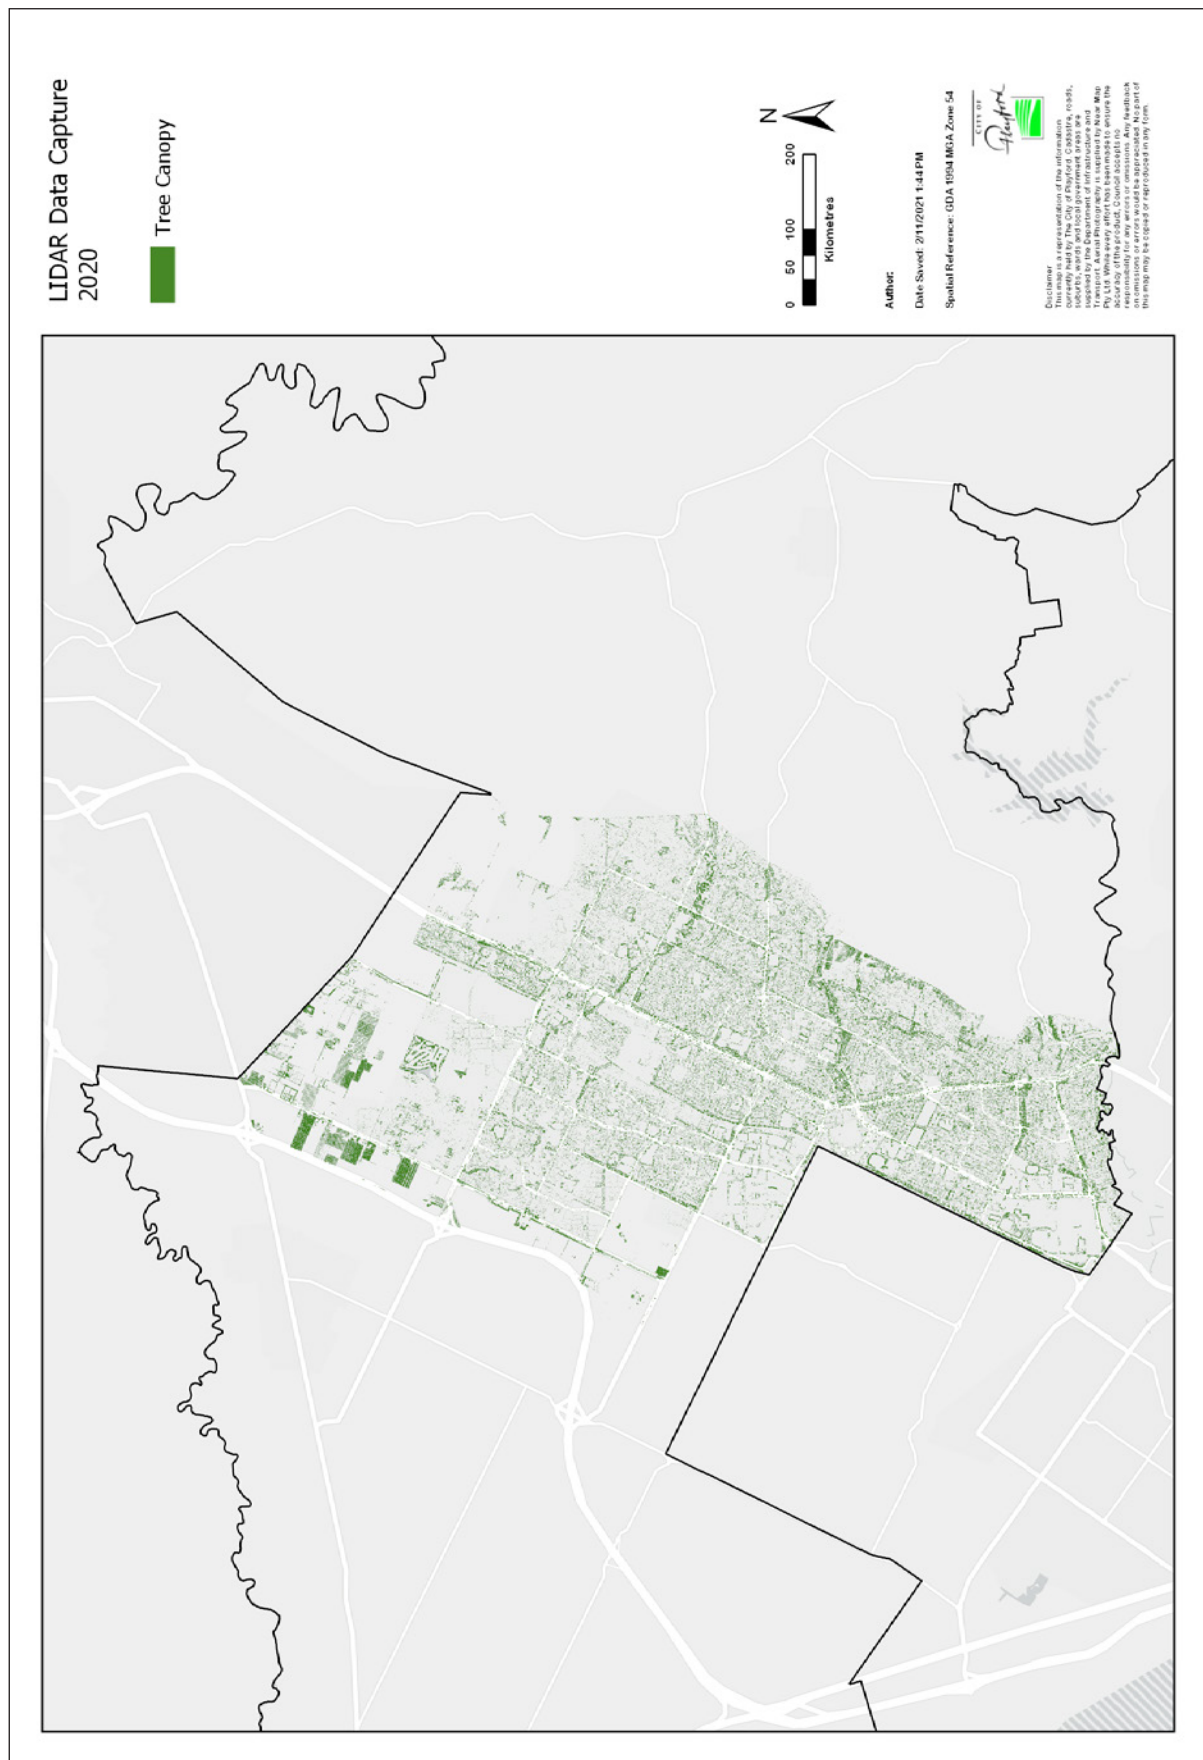 LIDAR Data Capture
2020
Tree Canopy
N
0 50 100 200
Kilometres
Author:
Date Saved: 2/11/2021 1:44 PM
Spatial Reference: GDA 1994 MGA Zone 54
CITY OF
Playford
Disclaimer
This map is a representation of the information
currently held by The City of Playford. Cadastre, roads,
suburbs, wards and local government areas are
supplied by the Department of Infrastructure and
Transport. Aerial Photography is supplied by Near Map
Pty Ltd. While every effort has been made to ensure the
accuracy of the product, Council accepts no
responsibility for any errors or omissions. Any feedback
on omissions or errors would be appreciated. No part of
this map may be copied or reproduced in any form.